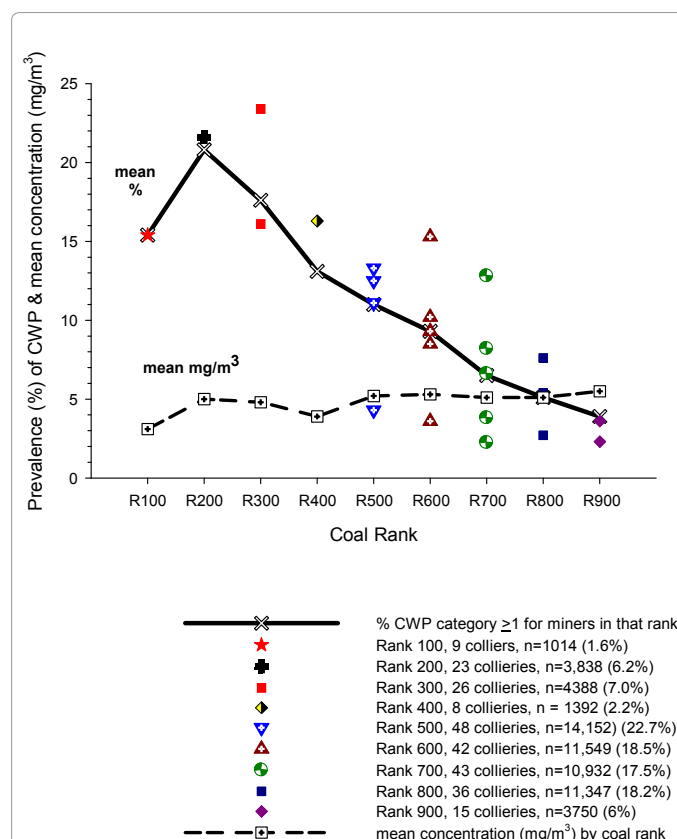 Prevalence (%) of CWP & mean concentration (mg/m³)
25
20
15
10
5
0
mean
%
mean mg/m³
R100 R200 R300 R400 R500 R600 R700 R800 R900
Coal Rank
% CWP category ≥1 for miners in that rank
Rank 100, 9 colliers, n=1014 (1.6%)
Rank 200, 23 collieries, n=3,838 (6.2%)
Rank 300, 26 collieries, n=4388 (7.0%)
Rank 400, 8 collieries, n = 1392 (2.2%)
Rank 500, 48 collieries, n=14,152) (22.7%)
Rank 600, 42 collieries, n=11,549 (18.5%)
Rank 700, 43 collieries, n=10,932 (17.5%)
Rank 800, 36 collieries, n=11,347 (18.2%)
Rank 900, 15 collieries, n=3750 (6%)
mean concentration (mg/m³) by coal rank